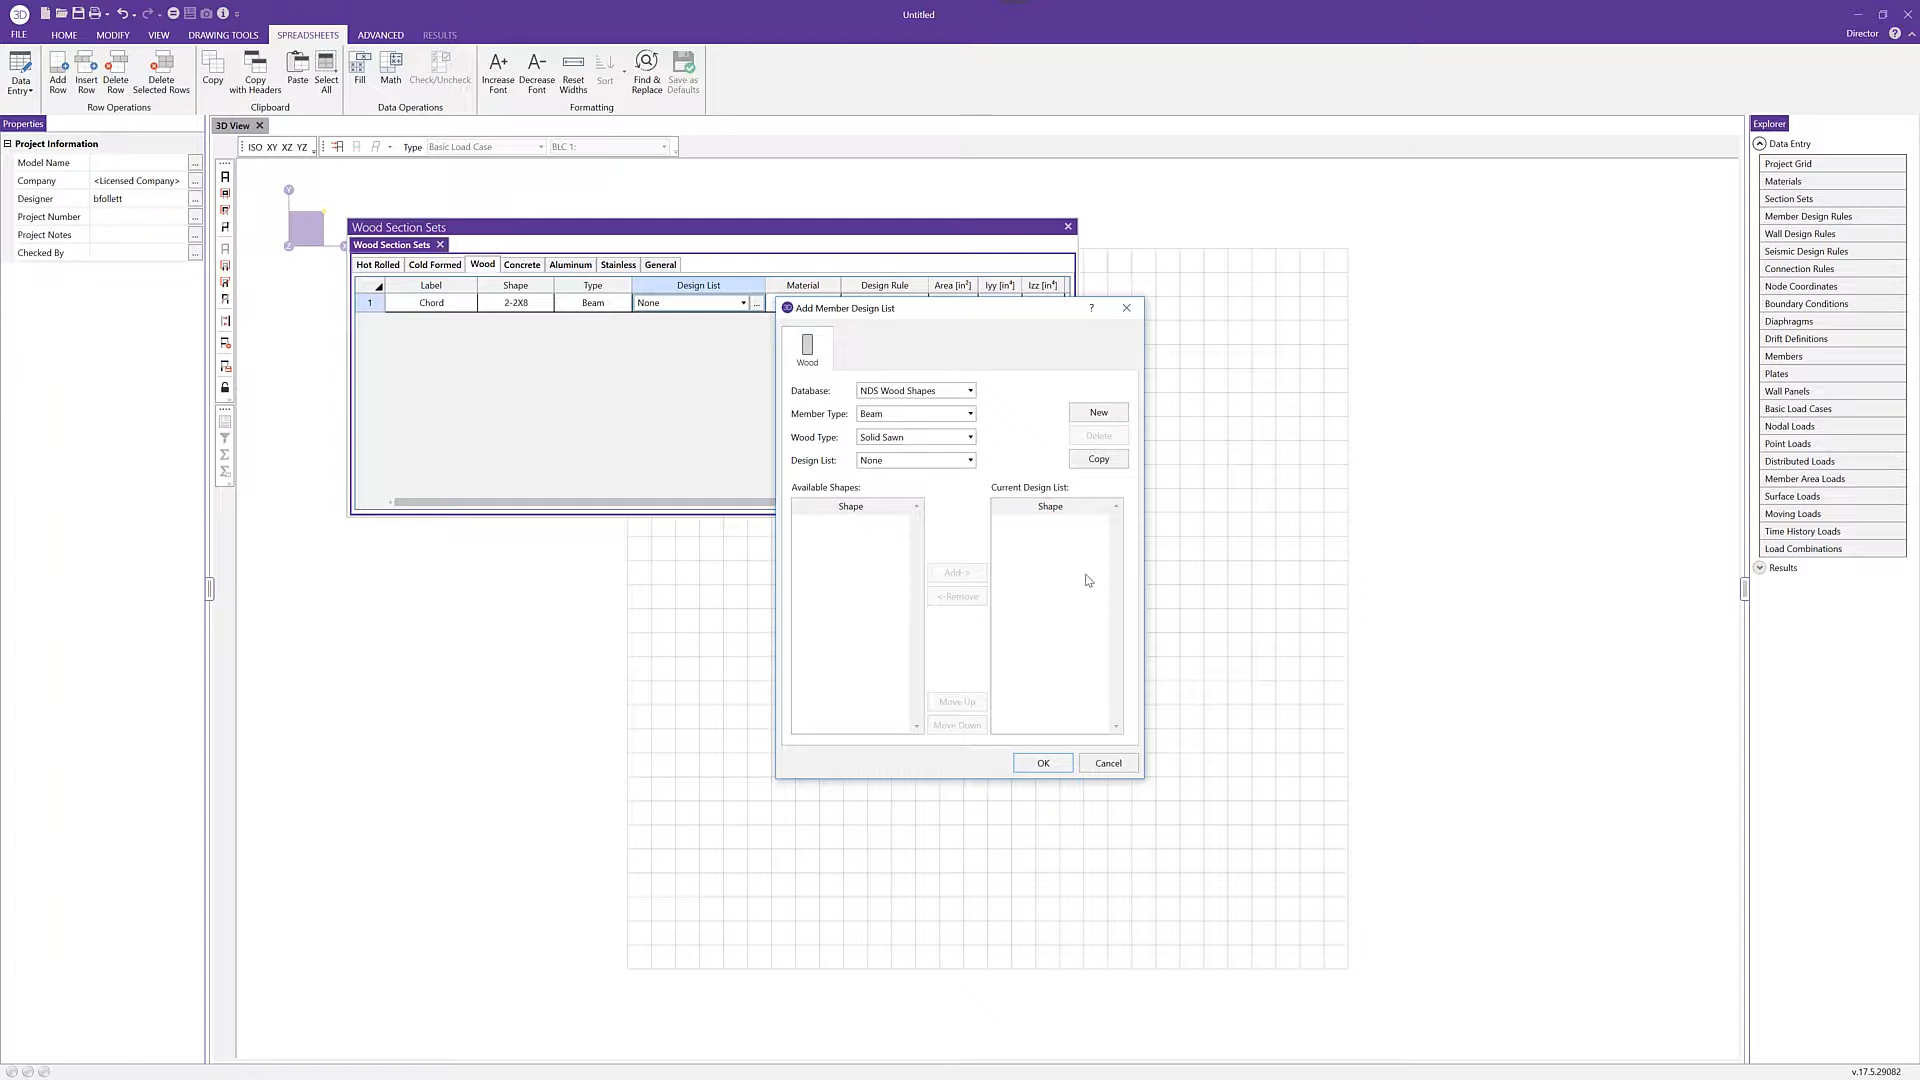 3D
Untitled
FILE HOME MODIFY VIEW DRAWING TOOLS SPREADSHEETS ADVANCED RESULTS
Director
Data Entry
Add Row
Insert Row
Delete Row
Delete Selected Rows
Row Operations
Copy
Copy with Headers
Paste
Select All
Clipboard
Fill
Math
Check/Uncheck
Data Operations
A+ Increase Font
A- Decrease Font
Reset Widths
Sort
Formatting
Find & Replace
Save as Defaults
Properties
Project Information
Model Name ...
Company <Licensed Company> ...
Designer bfollett ...
Project Number ...
Project Notes ...
Checked By ...
3D View
ISO XY XZ YZ
Type Basic Load Case BLC 1:
Y
Z
X
Wood Section Sets
Wood Section Sets
Hot Rolled Cold Formed Wood Concrete Aluminum Stainless General
Label Shape Type Design List Material Design Rule Area [in²] Iyy [in⁴] Izz [in⁴]
1 Chord 2-2X8 Beam None ...
Add Member Design List ?
Wood
Database: NDS Wood Shapes
Member Type: Beam
Wood Type: Solid Sawn
Design List: None
New
Delete
Copy
Available Shapes:
Shape
Current Design List:
Shape
Add->
<-Remove
Move Up
Move Down
OK
Cancel
Explorer
Data Entry
Project Grid
Materials
Section Sets
Member Design Rules
Wall Design Rules
Seismic Design Rules
Connection Rules
Node Coordinates
Boundary Conditions
Diaphragms
Drift Definitions
Members
Plates
Wall Panels
Basic Load Cases
Nodal Loads
Point Loads
Distributed Loads
Member Area Loads
Surface Loads
Moving Loads
Time History Loads
Load Combinations
Results
v.17.5.29082